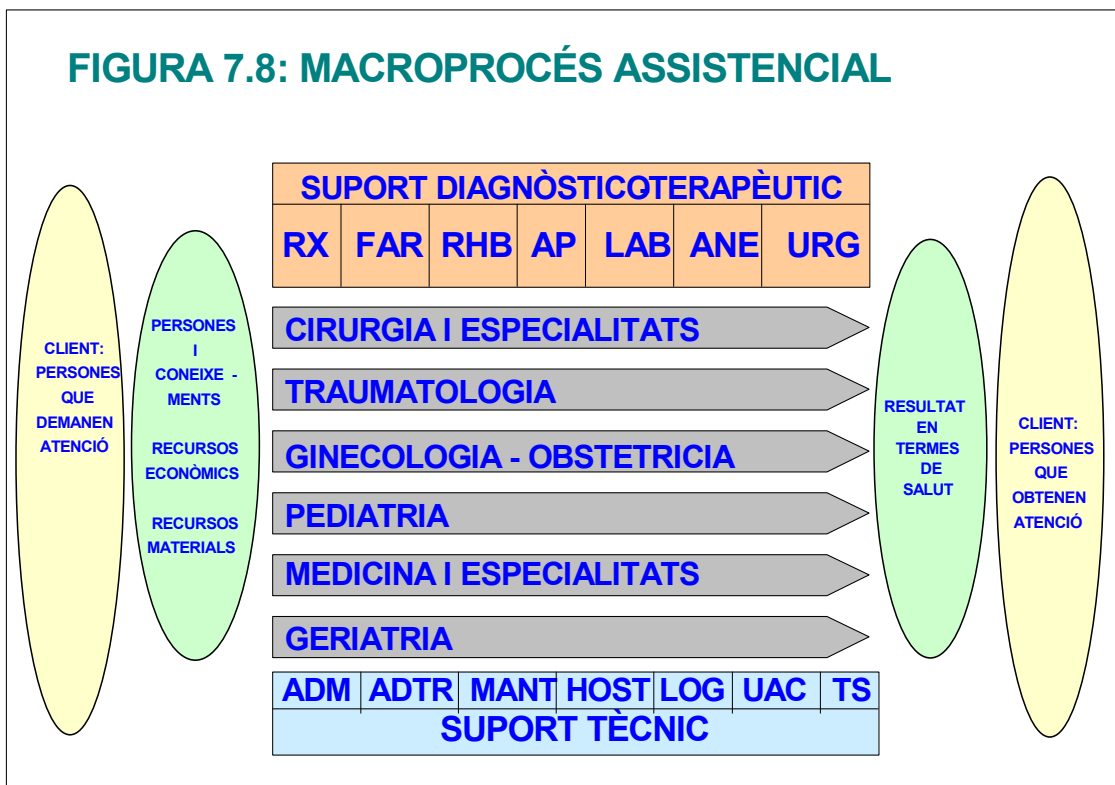 FIGURA 7.8: MACROPROCÉS ASSISTENCIAL
SUPORT DIAGNÒSTICO-TERAPÈUTIC
RX FAR RHB AP LAB ANE URG
CLIENT:
PERSONES
QUE
DEMANEN
ATENCIÓ
PERSONES
I
CONEIXE -
MENTS
RECURSOS
ECONÒMICS
RECURSOS
MATERIALS
CIRURGIA I ESPECIALITATS
TRAUMATOLOGIA
GINECOLOGIA - OBSTETRICIA
PEDIATRIA
MEDICINA I ESPECIALITATS
GERIATRIA
ADM ADTR MANT HOST LOG UAC TS
SUPORT TÈCNIC
RESULTAT
EN
TERMES
DE
SALUT
CLIENT:
PERSONES
QUE
OBTENEN
ATENCIÓ